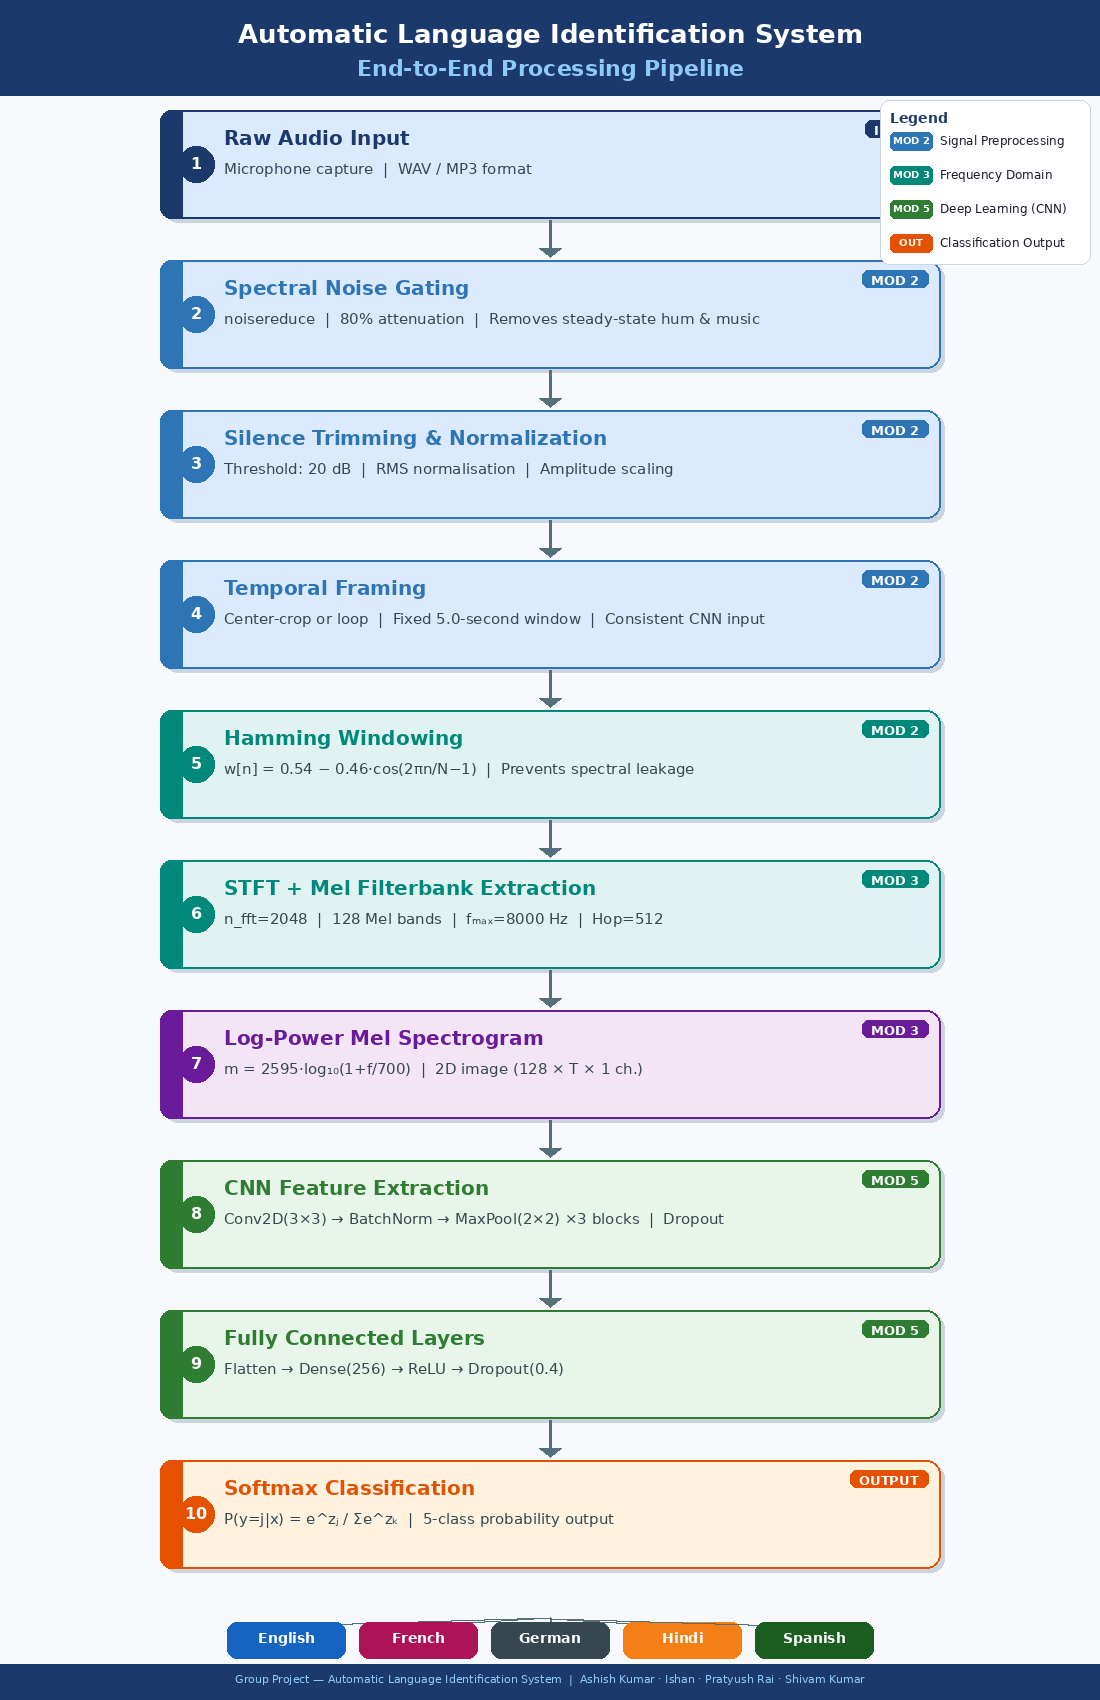 Automatic Language Identification System
End-to-End Processing Pipeline
Legend
MOD 2 Signal Preprocessing
MOD 3 Frequency Domain
MOD 5 Deep Learning (CNN)
OUT Classification Output
1
Raw Audio Input
Microphone capture | WAV / MP3 format
2
Spectral Noise Gating
MOD 2
noisereduce | 80% attenuation | Removes steady-state hum & music
3
Silence Trimming & Normalization
MOD 2
Threshold: 20 dB | RMS normalisation | Amplitude scaling
4
Temporal Framing
MOD 2
Center-crop or loop | Fixed 5.0-second window | Consistent CNN input
5
Hamming Windowing
MOD 2
w[n] = 0.54 − 0.46·cos(2πn/N−1) | Prevents spectral leakage
6
STFT + Mel Filterbank Extraction
MOD 3
n_fft=2048 | 128 Mel bands | fₘₐₓ=8000 Hz | Hop=512
7
Log-Power Mel Spectrogram
MOD 3
m = 2595·log₁₀(1+f/700) | 2D image (128 × T × 1 ch.)
8
CNN Feature Extraction
MOD 5
Conv2D(3×3) → BatchNorm → MaxPool(2×2) ×3 blocks | Dropout
9
Fully Connected Layers
MOD 5
Flatten → Dense(256) → ReLU → Dropout(0.4)
10
Softmax Classification
OUTPUT
P(y=j|x) = e^zⱼ / Σe^zₖ | 5-class probability output
English French German Hindi Spanish
Group Project — Automatic Language Identification System | Ashish Kumar · Ishan · Pratyush Rai · Shivam Kumar